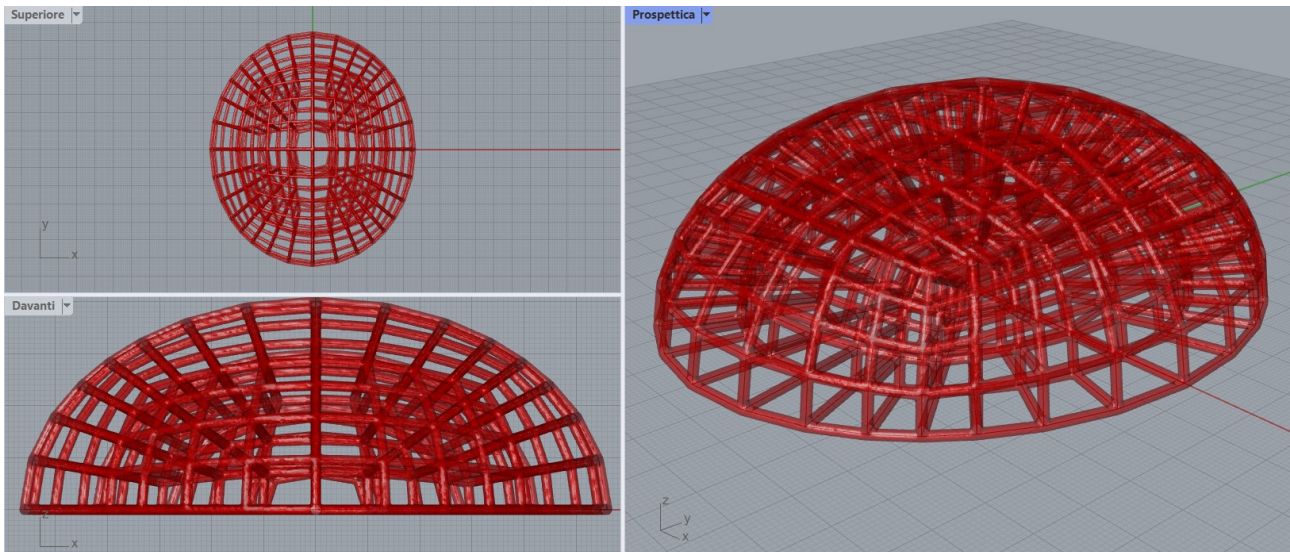 Superiore
y
x
Davanti
z
x
Prospettica
z
y
x